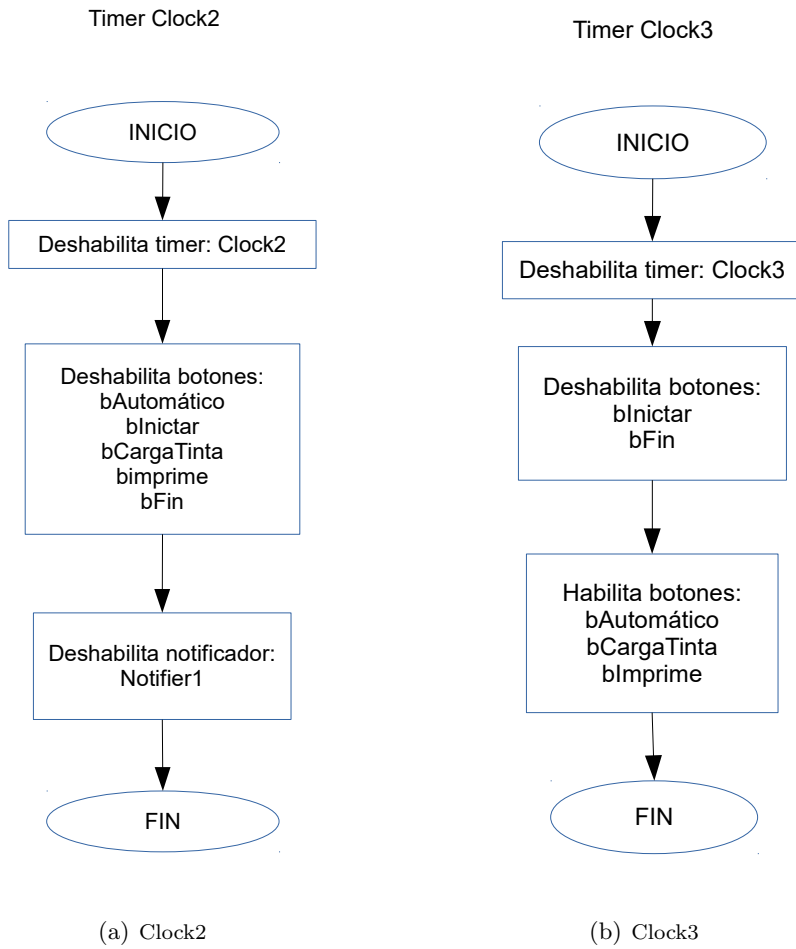 Timer Clock2
INICIO
Deshabilita timer: Clock2
Deshabilita botones:
bAutomático
bInictar
bCargaTinta
bimprime
bFin
Deshabilita notificador:
Notifier1
FIN
(a) Clock2
Timer Clock3
INICIO
Deshabilita timer: Clock3
Deshabilita botones:
bInictar
bFin
Habilita botones:
bAutomático
bCargaTinta
bImprime
FIN
(b) Clock3